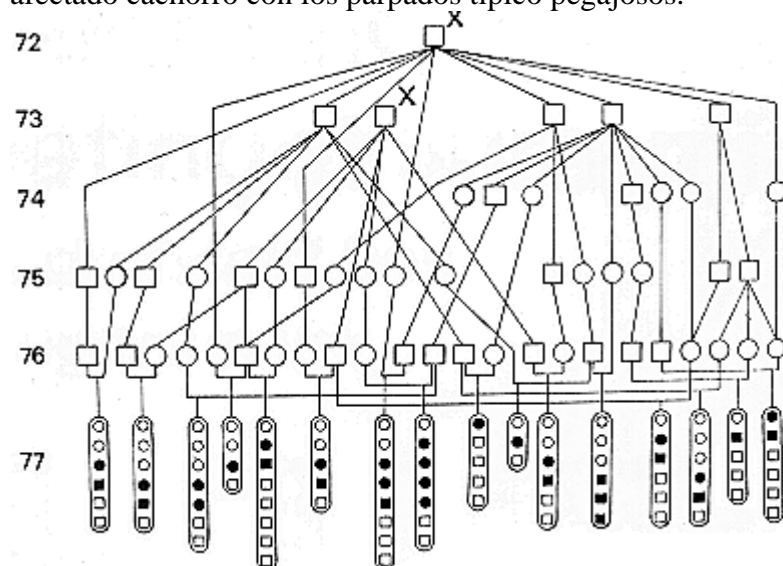 afectado cachorro con los párpados típico pegajosos.
X
72
X
73
74
75
76
77